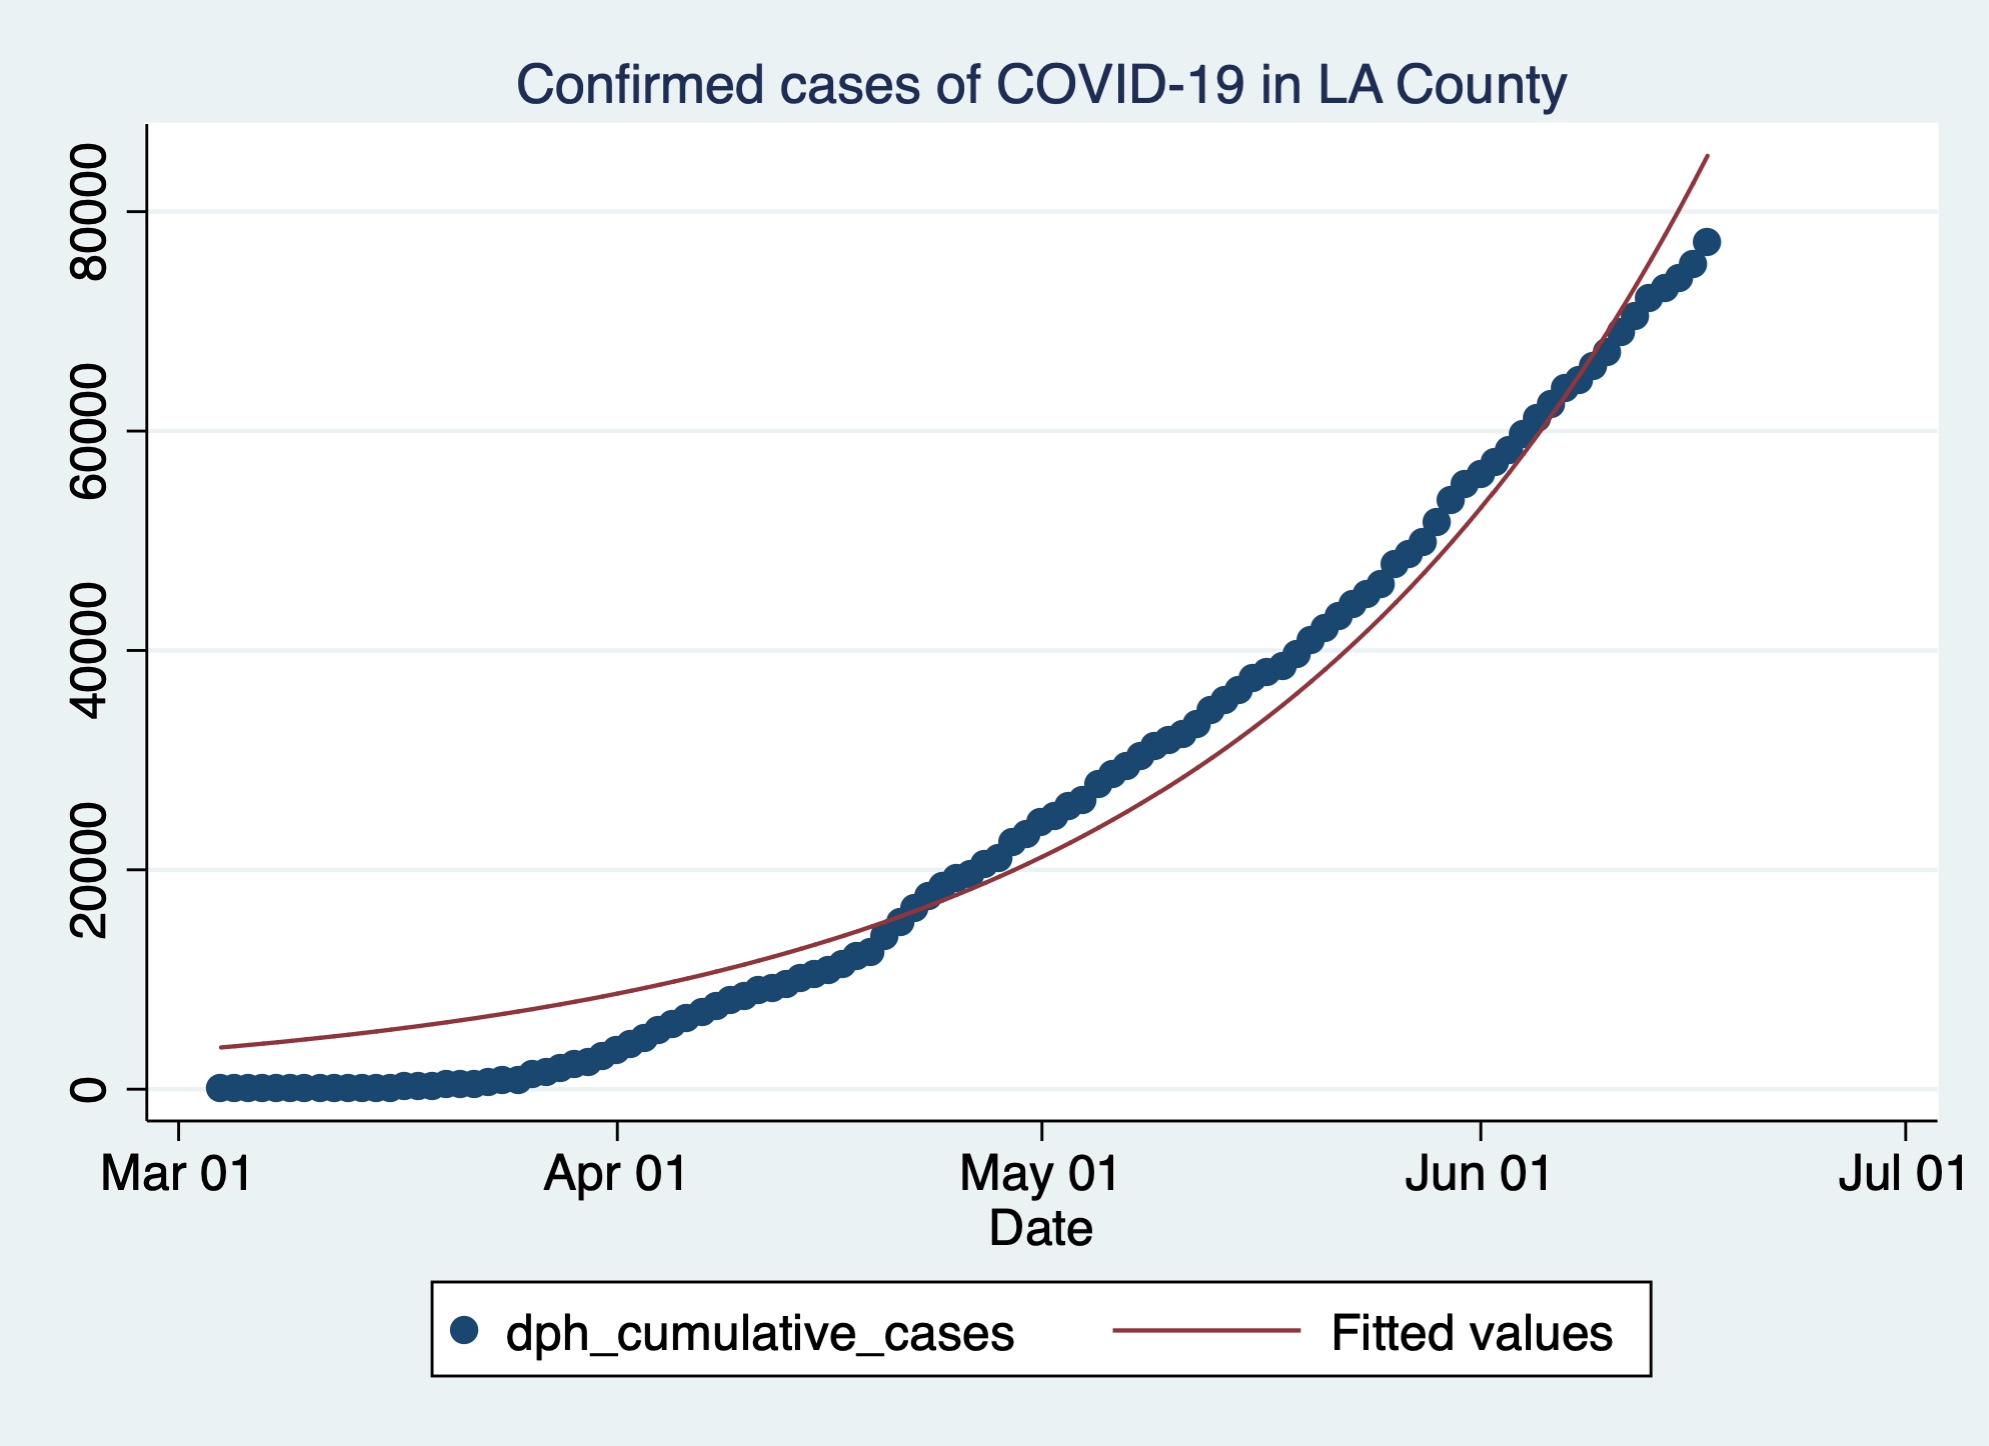 Confirmed cases of COVID-19 in LA County
80000
60000
40000
20000
0
Mar 01 Apr 01 May 01 Jun 01 Jul 01
Date
dph_cumulative_cases Fitted values